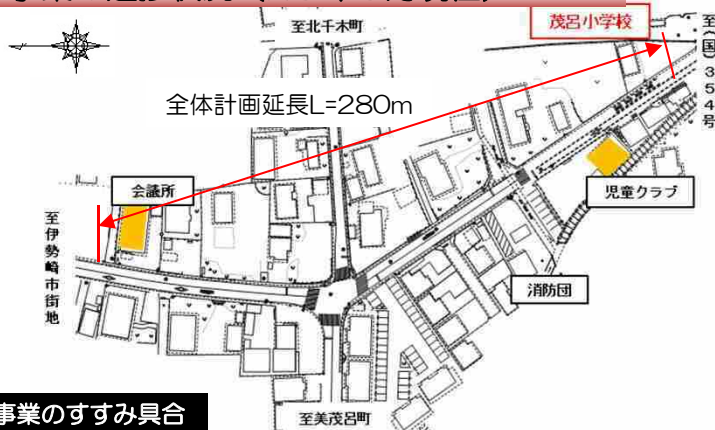 至北千木町
茂呂小学校
至(国)354号
全体計画延長L=280m
会議所
児童クラブ
至伊勢崎市街地
消防団
事業のすすみ具合
至美茂呂町